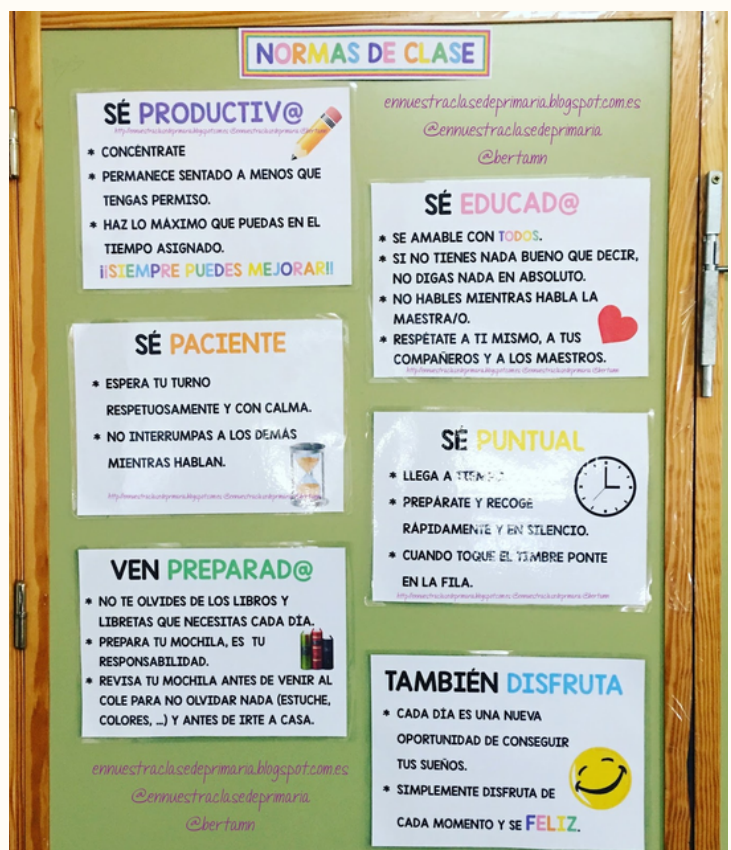 NORMAS DE CLASE
SÉ PRODUCTIV@
* CONCÉNTRATE
* PERMANECE SENTADO A MENOS QUE
TENGAS PERMISO.
* HAZ LO MÁXIMO QUE PUEDAS EN EL
TIEMPO ASIGNADO.
¡¡SIEMPRE PUEDES MEJORAR!!
ennuestraclasedeprimaria.blogspot.com.es
@ennuestraclasedeprimaria
@bertamn
SÉ EDUCAD@
* SE AMABLE CON TODOS.
* SI NO TIENES NADA BUENO QUE DECIR,
NO DIGAS NADA EN ABSOLUTO.
* NO HABLES MIENTRAS HABLA LA
MAESTRA/O.
* RESPÉTATE A TI MISMO, A TUS
COMPAÑEROS Y A LOS MAESTROS.
SÉ PACIENTE
* ESPERA TU TURNO
RESPETUOSAMENTE Y CON CALMA.
* NO INTERRUMPAS A LOS DEMÁS
MIENTRAS HABLAN.
SÉ PUNTUAL
* LLEGA A TIEMPO
* PREPÁRATE Y RECOGE
RÁPIDAMENTE Y EN SILENCIO.
* CUANDO TOQUE EL TIMBRE PONTE
EN LA FILA.
VEN PREPARAD@
* NO TE OLVIDES DE LOS LIBROS Y
LIBRETAS QUE NECESITAS CADA DÍA.
* PREPARA TU MOCHILA, ES TU
RESPONSABILIDAD.
* REVISA TU MOCHILA ANTES DE VENIR AL
COLE PARA NO OLVIDAR NADA (ESTUCHE,
COLORES, ...) Y ANTES DE IRTE A CASA.
TAMBIÉN DISFRUTA
* CADA DÍA ES UNA NUEVA
OPORTUNIDAD DE CONSEGUIR
TUS SUEÑOS.
* SIMPLEMENTE DISFRUTA DE
CADA MOMENTO Y SE FELIZ.
ennuestraclasedeprimaria.blogspot.com.es
@ennuestraclasedeprimaria
@bertamn